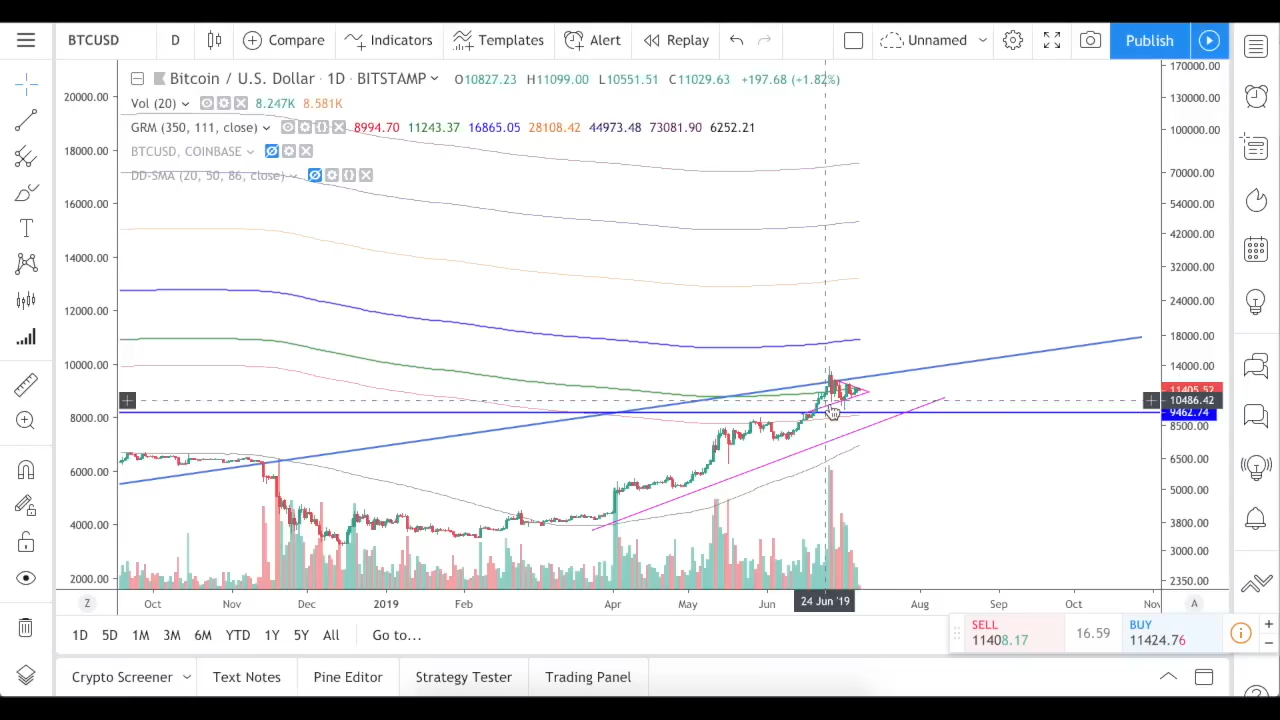 BTCUSD D Compare Indicators Templates Alert Replay Unnamed Publish
Bitcoin / U.S. Dollar · 1D · BITSTAMP O10827.23 H11099.00 L10551.51 C11029.63 +197.68 (+1.82%)
Vol (20) 8.247K 8.581K
GRM (350, 111, close) 8994.70 11243.37 16865.05 28108.42 44973.48 73081.90 6252.21
BTCUSD, COINBASE
DD-SMA (20, 50, 86, close)
20000.00
18000.00
16000.00
14000.00
12000.00
10000.00
8000.00
6000.00
4000.00
2000.00
170000.00
130000.00
100000.00
70000.00
54000.00
42000.00
32000.00
24000.00
18000.00
14000.00
11405.52
10486.42
9462.74
8500.00
6500.00
5000.00
3800.00
3000.00
2350.00
Z Oct Nov Dec 2019 Feb Apr May Jun 24 Jun '19 Aug Sep Oct Nov A
1D 5D 1M 3M 6M YTD 1Y 5Y All Go to...
SELL
11408.17
16.59
BUY
11424.76
Crypto Screener Text Notes Pine Editor Strategy Tester Trading Panel